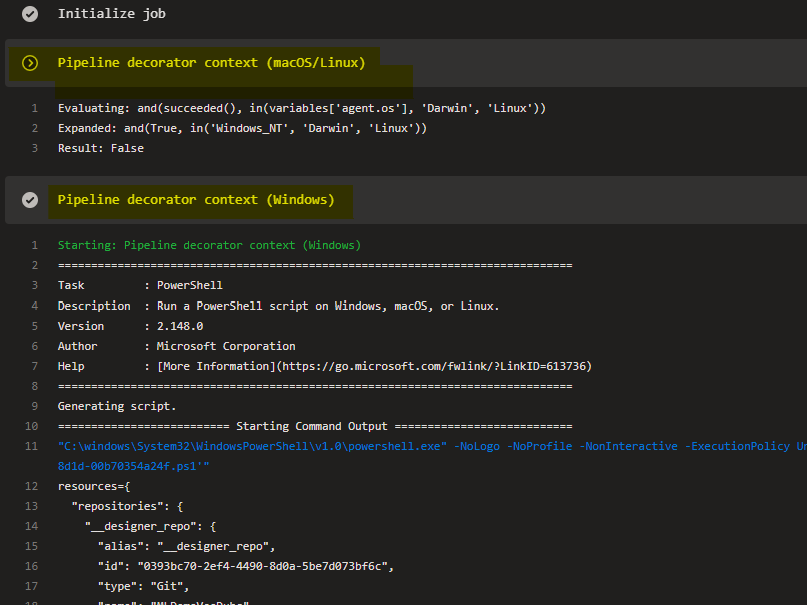 Initialize job
Pipeline decorator context (macOS/Linux)
1 Evaluating: and(succeeded(), in(variables['agent.os'], 'Darwin', 'Linux'))
2 Expanded: and(True, in('Windows_NT', 'Darwin', 'Linux'))
3 Result: False
Pipeline decorator context (Windows)
1 Starting: Pipeline decorator context (Windows)
2 ==============================================================================
3 Task         : PowerShell
4 Description  : Run a PowerShell script on Windows, macOS, or Linux.
5 Version      : 2.148.0
6 Author       : Microsoft Corporation
7 Help         : [More Information](https://go.microsoft.com/fwlink/?LinkID=613736)
8 ==============================================================================
9 Generating script.
10 ========================== Starting Command Output ===========================
11 "C:\windows\System32\WindowsPowerShell\v1.0\powershell.exe" -NoLogo -NoProfile -NonInteractive -ExecutionPolicy
8d1d-00b70354a24f.ps1'"
12 resources={
13 "repositories": {
14 "__designer_repo": {
15 "alias": "__designer_repo",
16 "id": "0393bc70-2ef4-4490-8d0a-5be7d073bf6c",
17 "type": "Git",